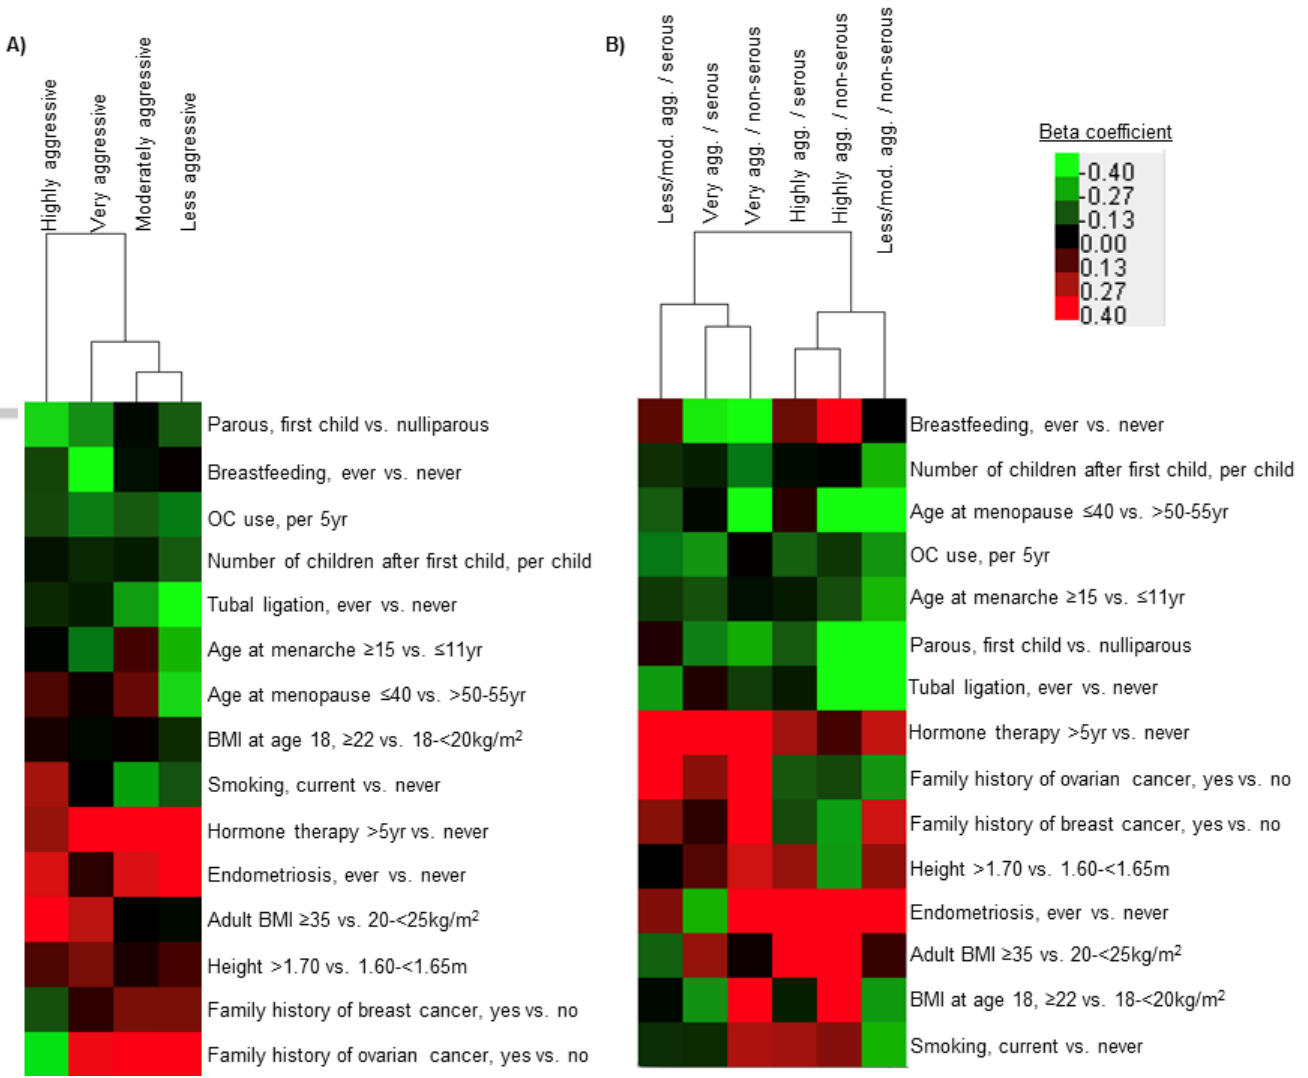 A)
Highly aggressive
Very aggressive
Moderately aggressive
Less aggressive
Parous, first child vs. nulliparous
Breastfeeding, ever vs. never
OC use, per 5yr
Number of children after first child, per child
Tubal ligation, ever vs. never
Age at menarche ≥15 vs. ≤11yr
Age at menopause ≤40 vs. >50-55yr
BMI at age 18, ≥22 vs. 18-<20kg/m²
Smoking, current vs. never
Hormone therapy >5yr vs. never
Endometriosis, ever vs. never
Adult BMI ≥35 vs. 20-<25kg/m²
Height >1.70 vs. 1.60-<1.65m
Family history of breast cancer, yes vs. no
Family history of ovarian cancer, yes vs. no
B)
Less/mod. agg. / serous
Very agg. / serous
Very agg. / non-serous
Highly agg. / serous
Highly agg. / non-serous
Less/mod. agg. / non-serous
Breastfeeding, ever vs. never
Number of children after first child, per child
Age at menopause ≤40 vs. >50-55yr
OC use, per 5yr
Age at menarche ≥15 vs. ≤11yr
Parous, first child vs. nulliparous
Tubal ligation, ever vs. never
Hormone therapy >5yr vs. never
Family history of ovarian cancer, yes vs. no
Family history of breast cancer, yes vs. no
Height >1.70 vs. 1.60-<1.65m
Endometriosis, ever vs. never
Adult BMI ≥35 vs. 20-<25kg/m²
BMI at age 18, ≥22 vs. 18-<20kg/m²
Smoking, current vs. never
Beta coefficient
-0.40
-0.27
-0.13
0.00
0.13
0.27
0.40